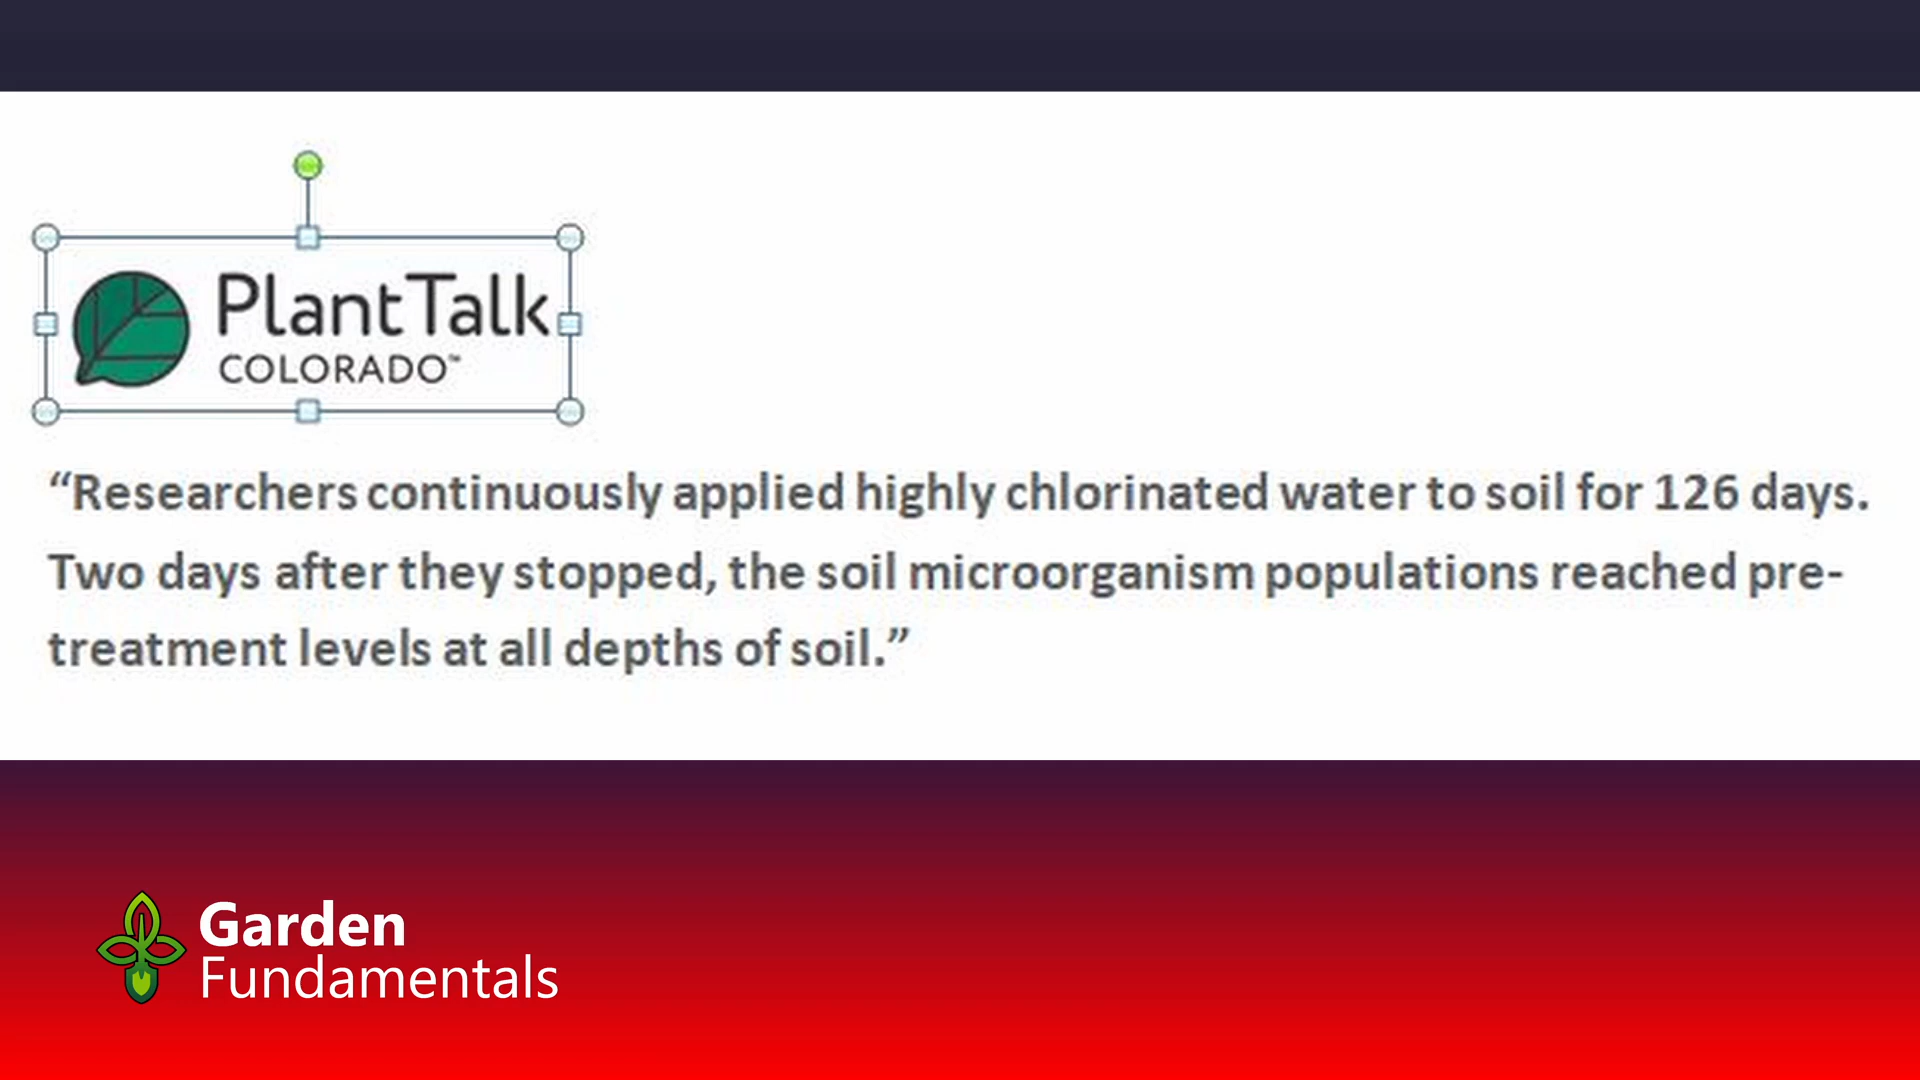 PlantTalk
COLORADO™
“Researchers continuously applied highly chlorinated water to soil for 126 days.
Two days after they stopped, the soil microorganism populations reached pre-
treatment levels at all depths of soil.”
Garden
Fundamentals